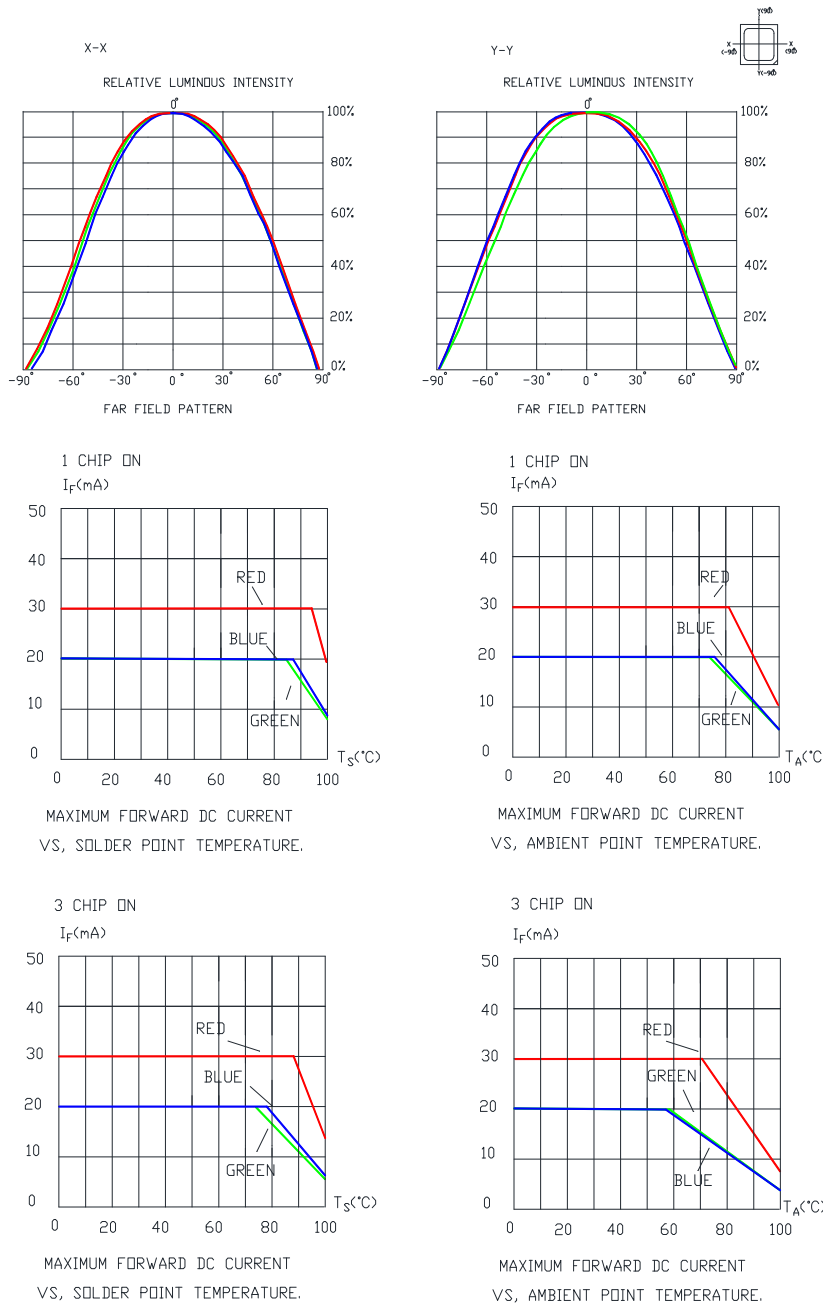 X-X
RELATIVE LUMINOUS INTENSITY
0°
100%
80%
60%
40%
20%
0%
-90° -60° -30° 0° 30° 60° 90°
FAR FIELD PATTERN
Y-Y
RELATIVE LUMINOUS INTENSITY
0°
100%
80%
60%
40%
20%
0%
-90° -60° -30° 0° 30° 60° 90°
FAR FIELD PATTERN
Y(90°)
X X
(-90°) (90°)
Y(-90°)
1 CHIP ON
IF(mA)
50
40
30
20
10
0
RED
BLUE
GREEN
0 20 40 60 80 100
TS(°C)
MAXIMUM FORWARD DC CURRENT
VS, SOLDER POINT TEMPERATURE.
1 CHIP ON
IF(mA)
50
40
30
20
10
0
RED
BLUE
GREEN
0 20 40 60 80 100
TA(°C
MAXIMUM FORWARD DC CURRENT
VS, AMBIENT POINT TEMPERATURE.
3 CHIP ON
IF(mA)
50
40
30
20
10
0
RED
BLUE
GREEN
0 20 40 60 80 100
TS(°C)
MAXIMUM FORWARD DC CURRENT
VS, SOLDER POINT TEMPERATURE.
3 CHIP ON
IF(mA)
50
40
30
20
10
0
RED
GREEN
BLUE
0 20 40 60 80 100
TA(°C
MAXIMUM FORWARD DC CURRENT
VS, AMBIENT POINT TEMPERATURE.